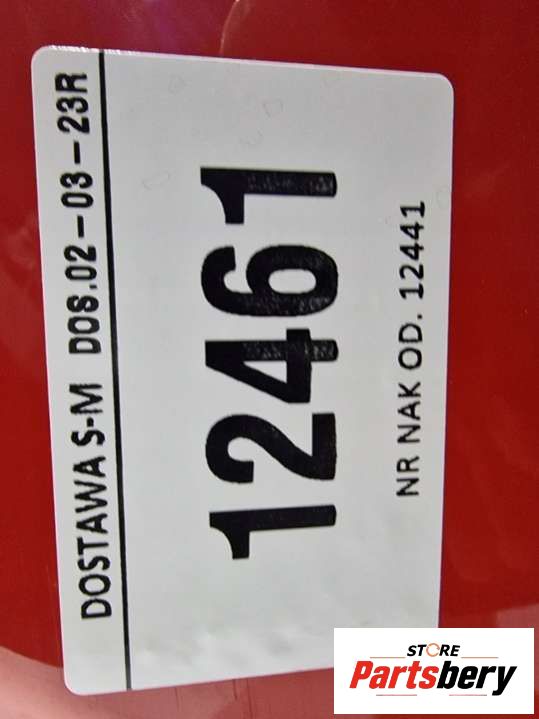 DOSTAWA S-M DOS.02-03-23R
12461
NR NAK OD. 12441
STORE
Partsbery